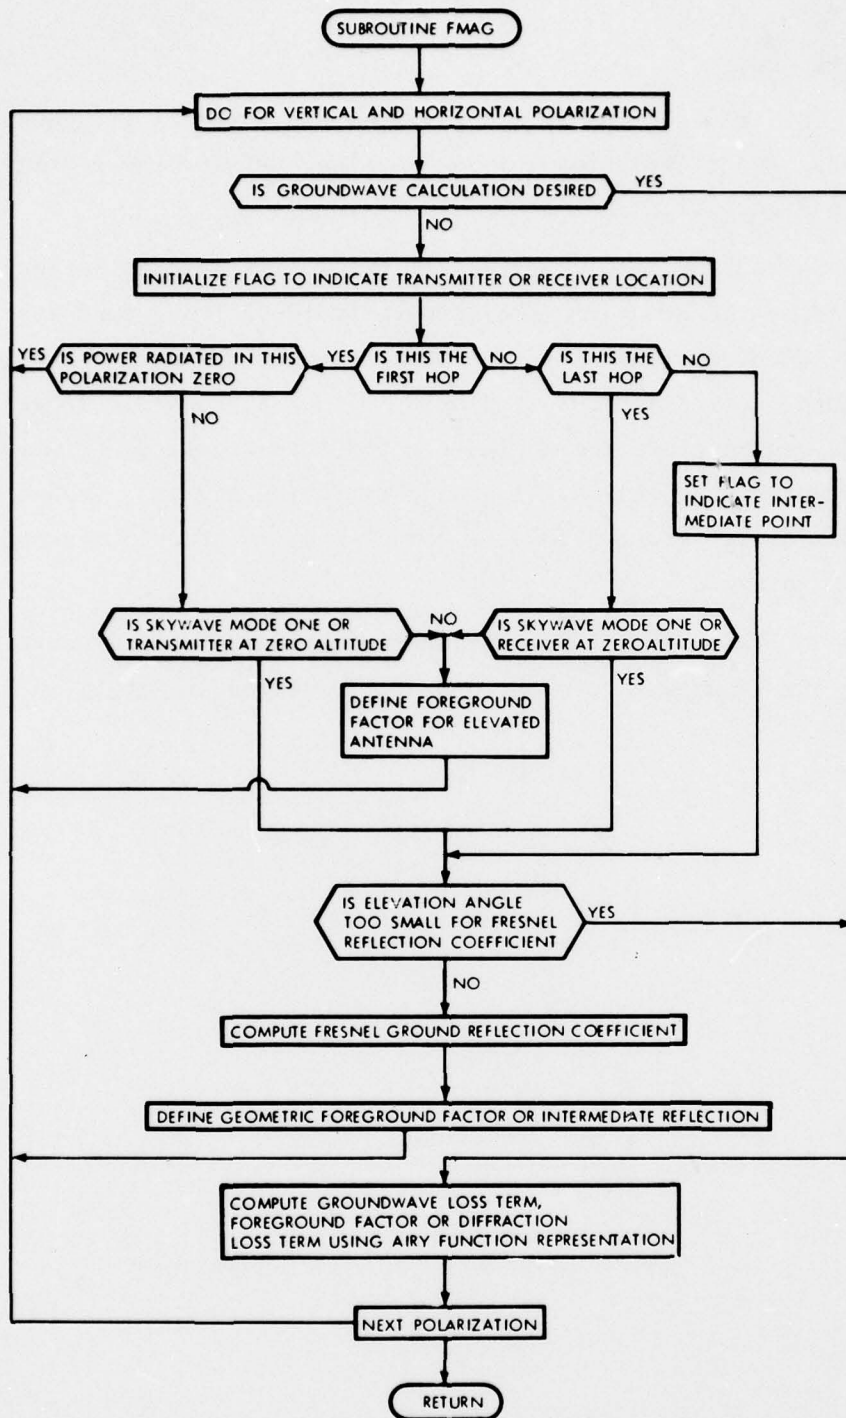 SUBROUTINE FMAG
DO FOR VERTICAL AND HORIZONTAL POLARIZATION
IS GROUNDWAVE CALCULATION DESIRED
YES
NO
INITIALIZE FLAG TO INDICATE TRANSMITTER OR RECEIVER LOCATION
YES
IS POWER RADIATED IN THIS
POLARIZATION ZERO
YES
IS THIS THE
FIRST HOP
NO
IS THIS THE
LAST HOP
NO
NO
YES
SET FLAG TO
INDICATE INTER-
MEDIATE POINT
IS SKYWAVE MODE ONE OR
TRANSMITTER AT ZERO ALTITUDE
NO
IS SKYWAVE MODE ONE OR
RECEIVER AT ZERO ALTITUDE
YES
YES
DEFINE FOREGROUND
FACTOR FOR ELEVATED
ANTENNA
IS ELEVATION ANGLE
TOO SMALL FOR FRESNEL
REFLECTION COEFFICIENT
YES
NO
COMPUTE FRESNEL GROUND REFLECTION COEFFICIENT
DEFINE GEOMETRIC FOREGROUND FACTOR OR INTERMEDIATE REFLECTION
COMPUTE GROUNDWAVE LOSS TERM,
FOREGROUND FACTOR OR DIFFRACTION
LOSS TERM USING AIRY FUNCTION REPRESENTATION
NEXT POLARIZATION
RETURN